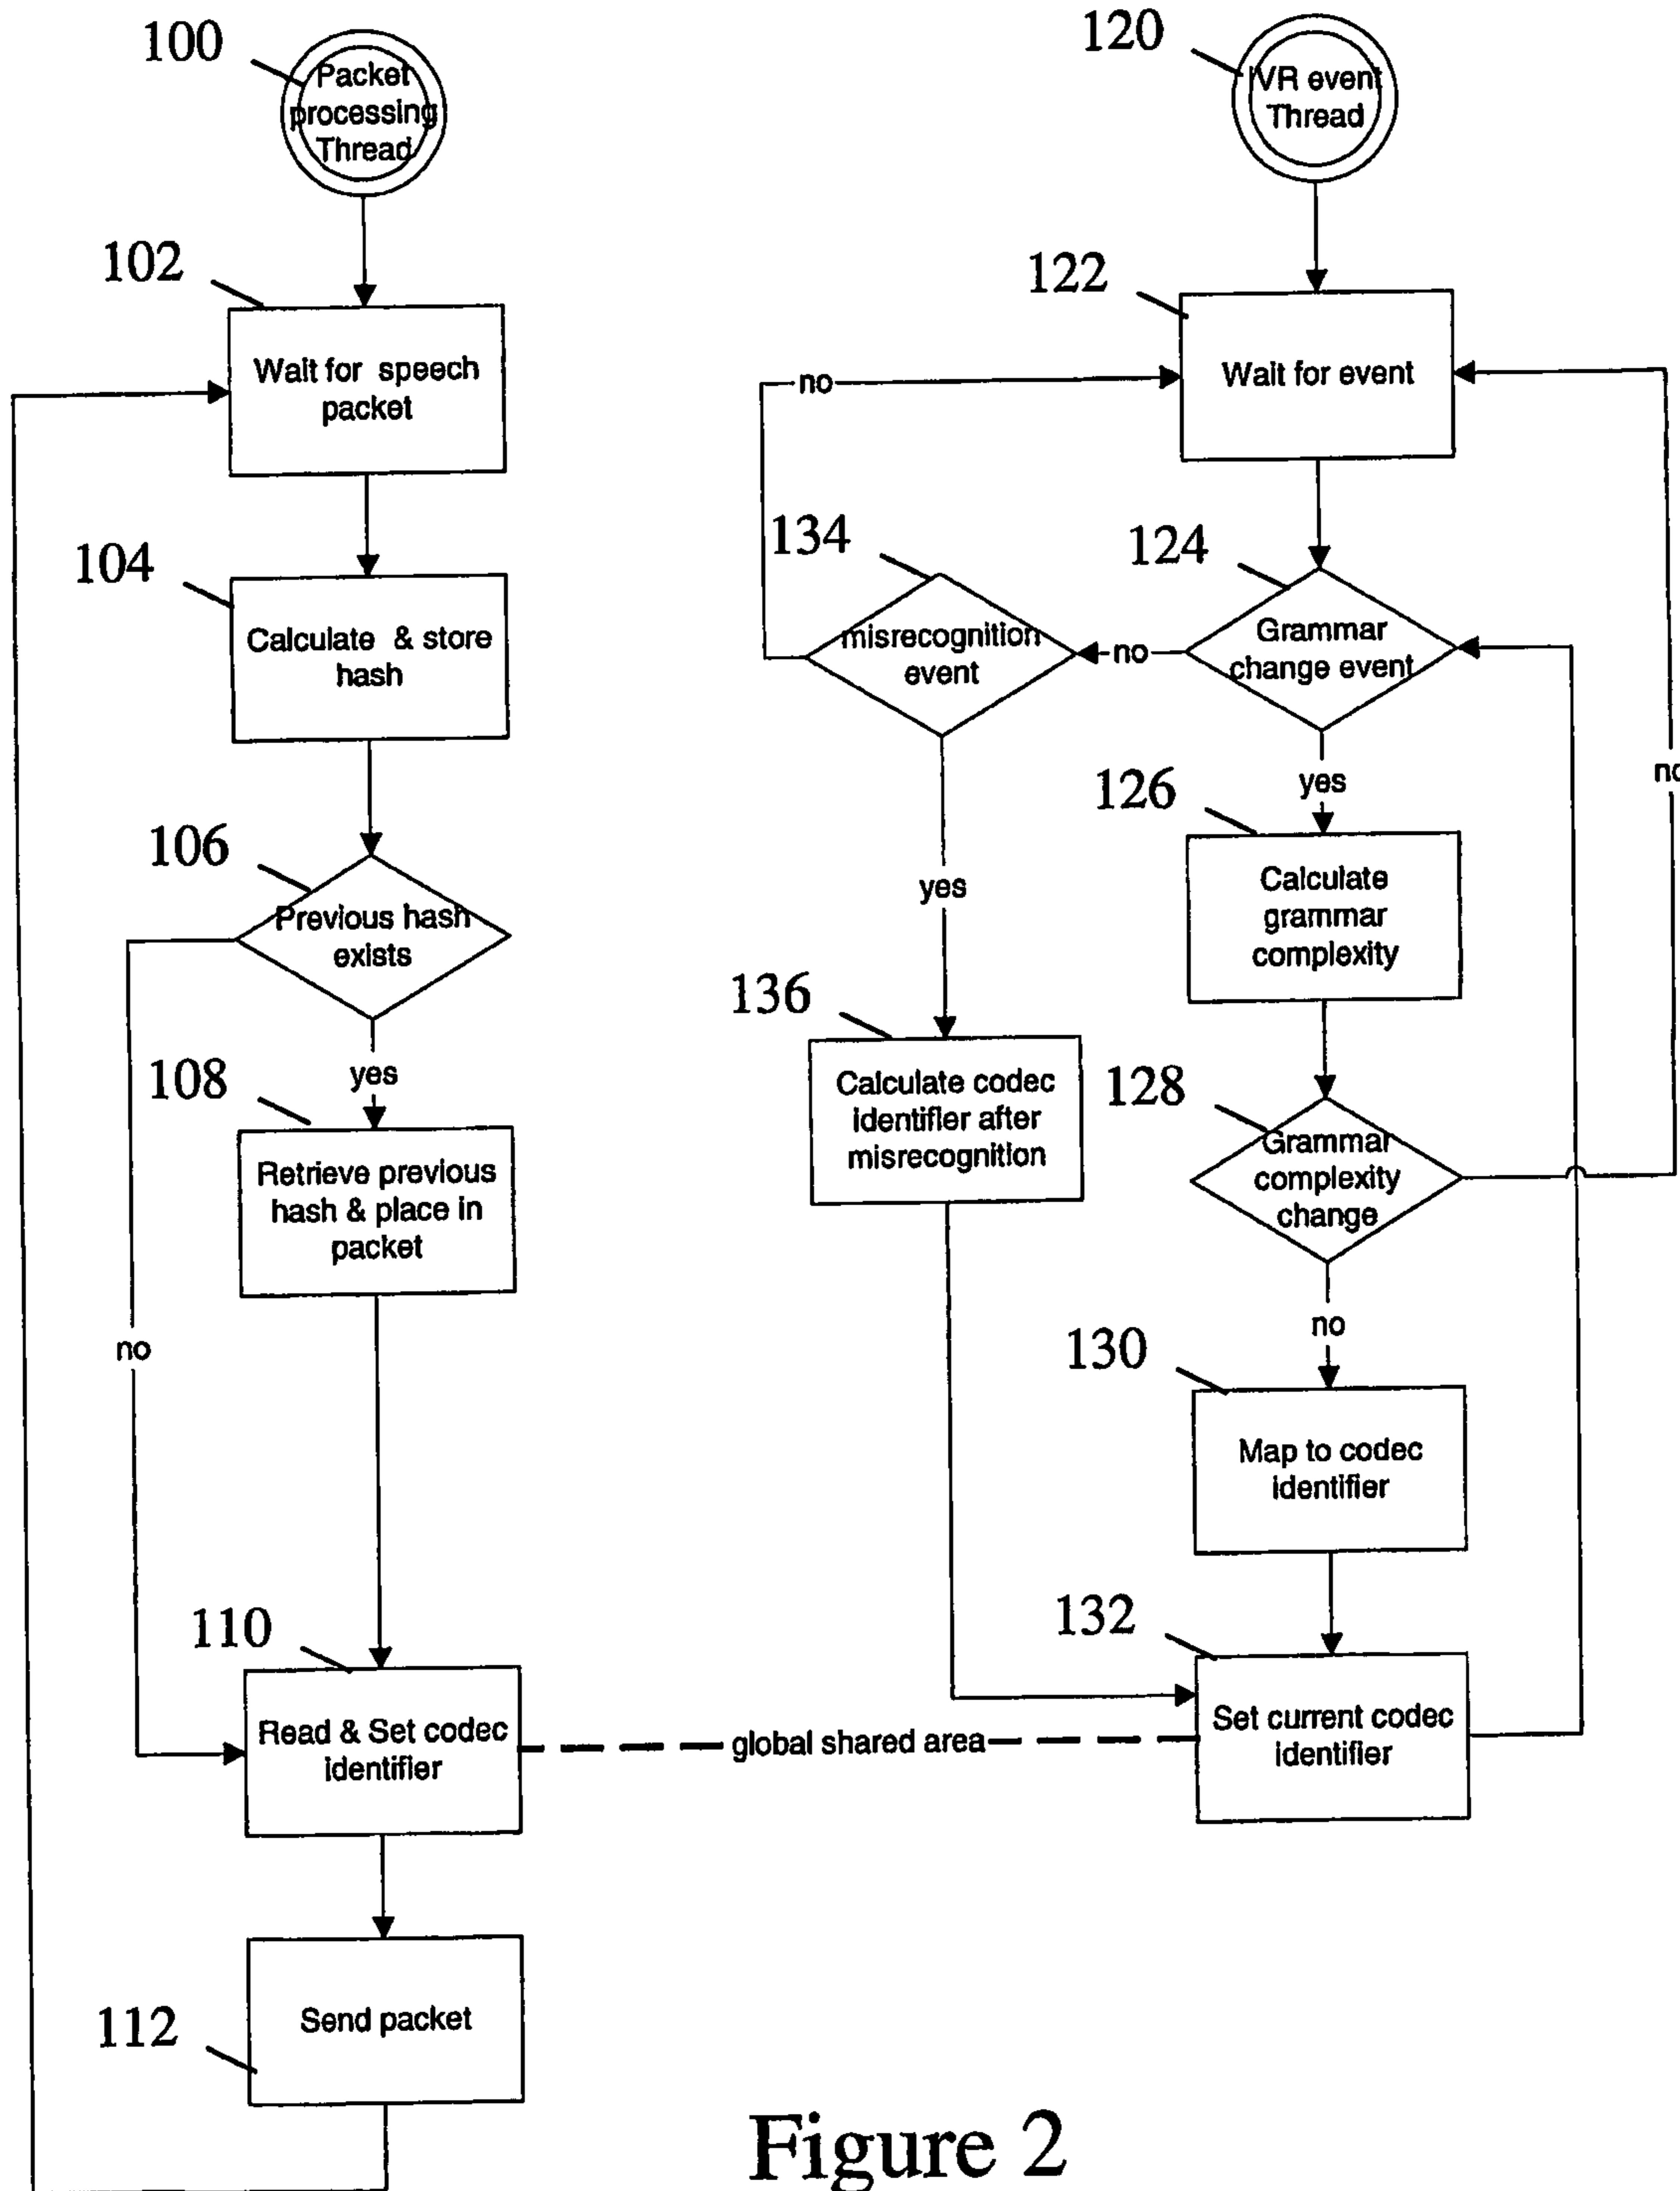 100
Packet
processing
Thread
102
Wait for speech
packet
104
Calculate & store
hash
106
Previous hash
exists
yes
108
Retrieve previous
hash & place in
packet
no
110
Read & Set codec
identifier
112
Send packet
global shared area
120
IVR event
Thread
122
Wait for event
no
134
misrecognition
event
no
124
Grammar
change event
yes
126
Calculate
grammar
complexity
no
yes
136
Calculate codec
identifier after
misrecognition
128
Grammar
complexity
change
no
130
Map to codec
identifier
132
Set current codec
identifier
Figure 2